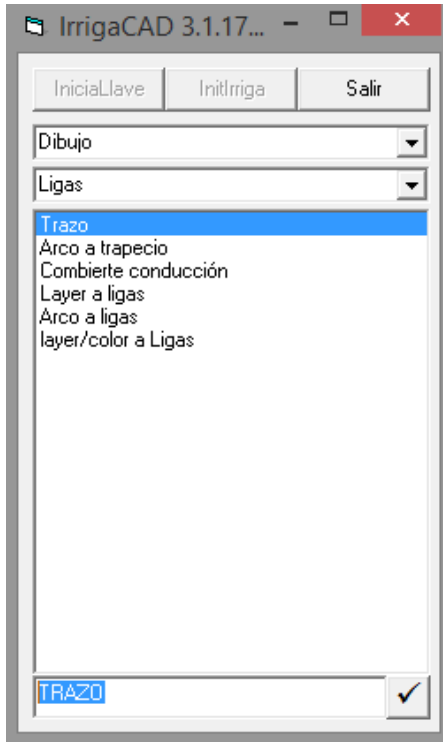 IrrigaCAD 3.1.17...
IniciaLlave InitIrriga Salir
Dibujo
Ligas
Trazo
Arco a trapecio
Combierte conducción
Layer a ligas
Arco a ligas
layer/color a Ligas
TRAZO